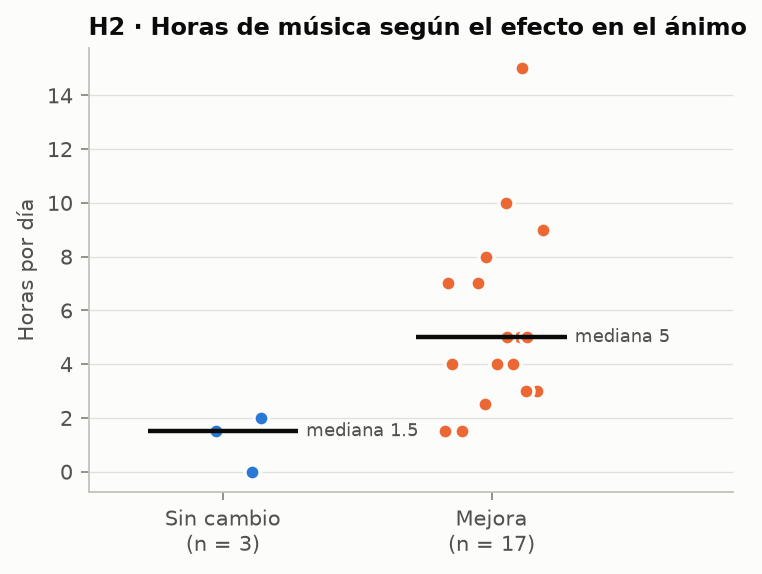 H2 · Horas de música según el efecto en el ánimo
Horas por día
14
12
10
8
6
4
2
0
mediana 5
mediana 1.5
Sin cambio
(n = 3)
Mejora
(n = 17)